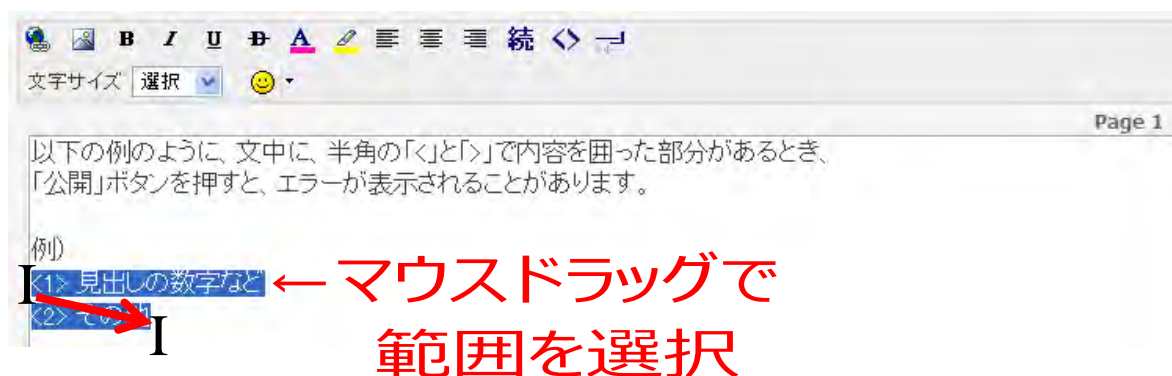 B I U D A 続 <>
文字サイズ 選択
Page 1
以下の例のように、文中に、半角の「<」と「>」で内容を囲った部分があるとき、
「公開」ボタンを押すと、エラーが表示されることがあります。
例)
<1> 見出しの数字など ←マウスドラッグで
<2> その
範囲を選択